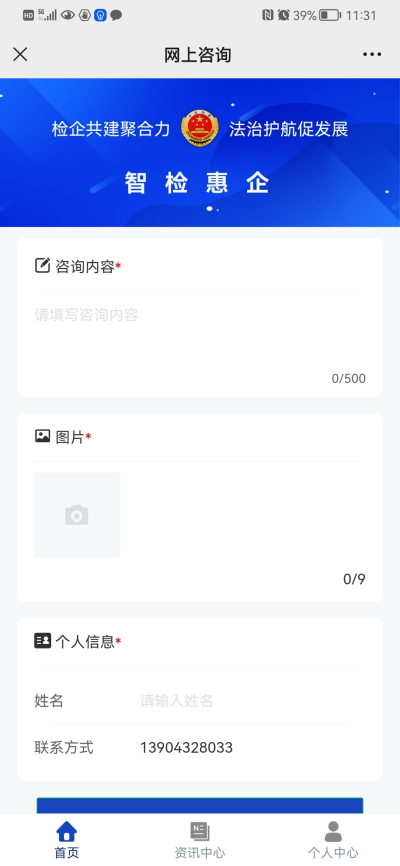 HD 5G 39% 11:31
网上咨询
检企共建聚合力 法治护航促发展
智检惠企
咨询内容*
请填写咨询内容
0/500
图片*
0/9
个人信息*
姓名 请输入姓名
联系方式 13904328033
首页 资讯中心 个人中心